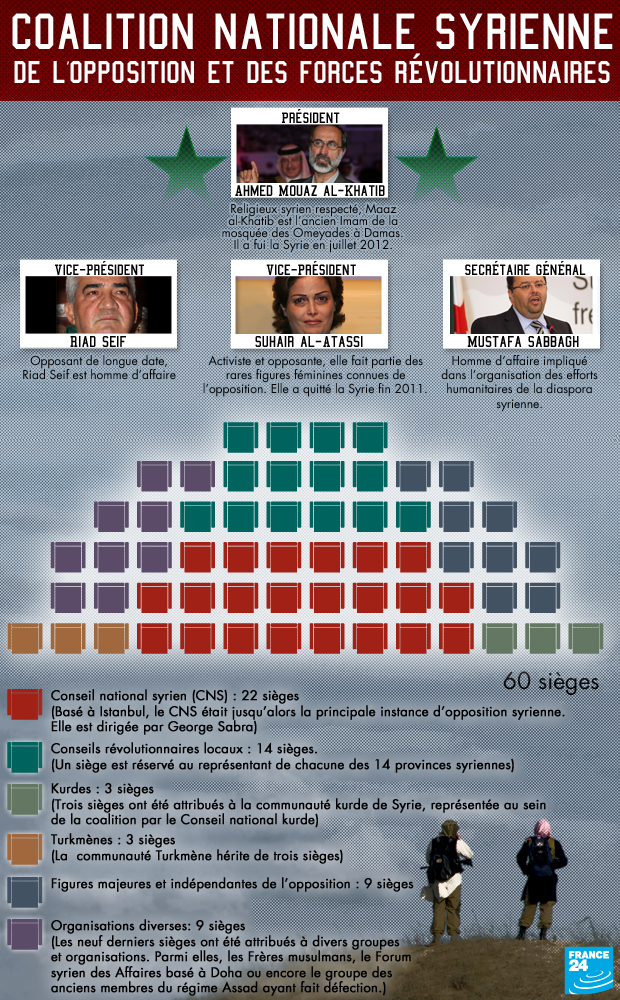 COALITION NATIONALE SYRIENNE
DE L'OPPOSITION ET DES FORCES RÉVOLUTIONNAIRES
PRÉSIDENT
AHMED MOUAZ AL-KHATIB
Religieux syrien respecté, Maaz
al-Khatib est l'ancien Imam de la
mosquée des Omeyades à Damas.
Il a fui la Syrie en juillet 2012.
VICE-PRÉSIDENT
RIAD SEIF
Opposant de longue date,
Riad Seif est homme d'affaire
VICE-PRÉSIDENT
SUHAIR AL-ATASSI
Activiste et opposante, elle fait partie des
rares figures féminines connues de
l'opposition. Elle a quitté la Syrie fin 2011.
SECRÉTAIRE GÉNÉRAL
MUSTAFA SABBAGH
Homme d'affaire impliqué
dans l'organisation des efforts
humanitaires de la diaspora
syrienne.
60 sièges
Conseil national syrien (CNS) : 22 sièges
(Basé à Istanbul, le CNS était jusqu'alors la principale instance d'opposition syrienne.
Elle est dirigée par George Sabra)
Conseils révolutionnaires locaux : 14 sièges.
(Un siège est réservé au représentant de chacune des 14 provinces syriennes)
Kurdes : 3 sièges
(Trois sièges ont été attribués à la communauté kurde de Syrie, représentée au sein
de la coalition par le Conseil national kurde)
Turkmènes : 3 sièges
(La communauté Turkmène hérite de trois sièges)
Figures majeures et indépendantes de l'opposition : 9 sièges
Organisations diverses: 9 sièges
(Les neuf derniers sièges ont été attribués à divers groupes
et organisations. Parmi elles, les Frères musulmans, le Forum
syrien des Affaires basé à Doha ou encore le groupe des
anciens membres du régime Assad ayant fait défection.)
FRANCE
24